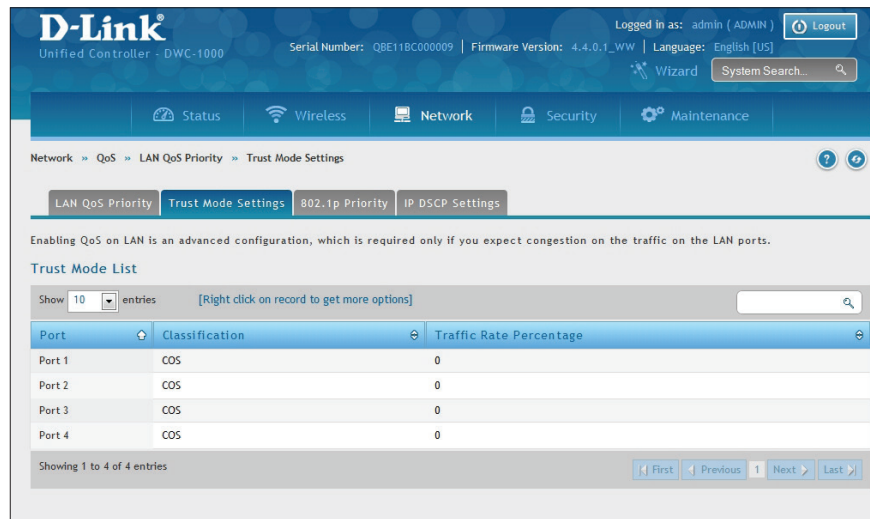 D-Link®
Logged in as: admin ( ADMIN ) Logout
Unified Controller - DWC-1000
Serial Number: QBE11BC000009 | Firmware Version: 4.4.0.1_WW | Language: English [US]
Wizard System Search...
Status Wireless Network Security Maintenance
Network » QoS » LAN QoS Priority » Trust Mode Settings ?
LAN QoS Priority Trust Mode Settings 802.1p Priority IP DSCP Settings
Enabling QoS on LAN is an advanced configuration, which is required only if you expect congestion on the traffic on the LAN ports.
Trust Mode List
Show 10 entries [Right click on record to get more options]
Port Classification Traffic Rate Percentage
Port 1 COS 0
Port 2 COS 0
Port 3 COS 0
Port 4 COS 0
Showing 1 to 4 of 4 entries First Previous 1 Next Last